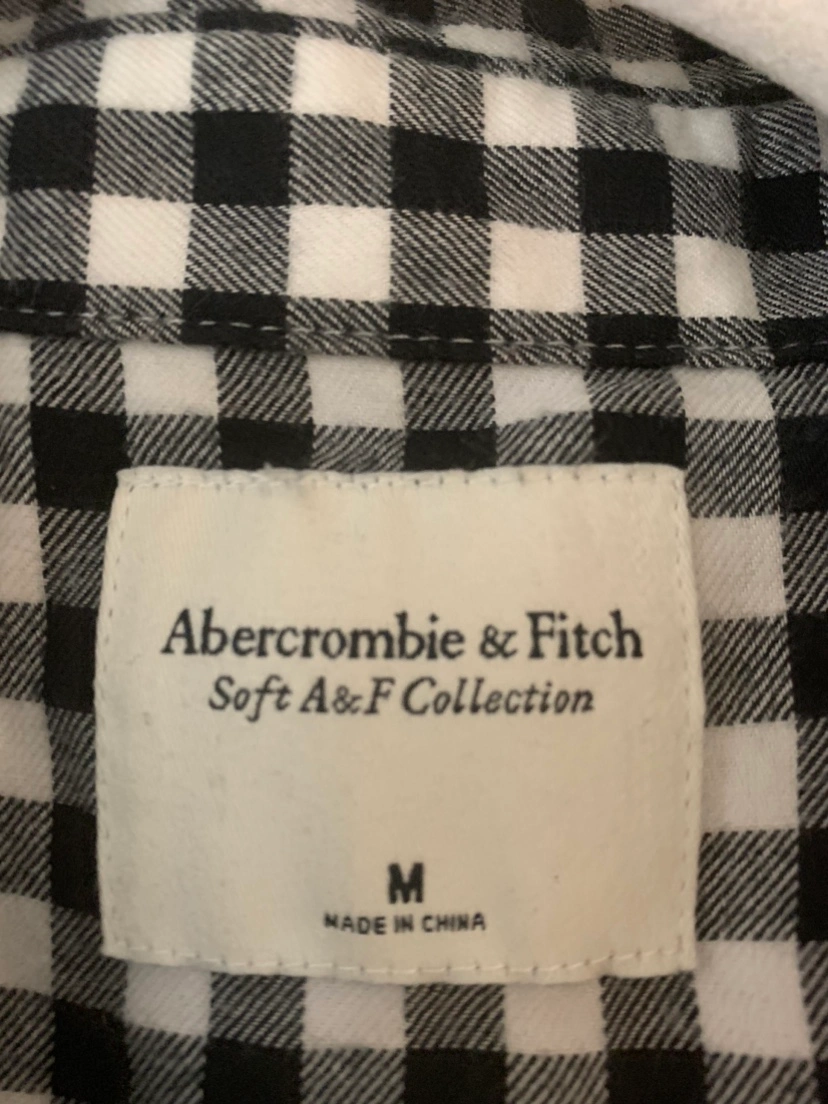 Abercrombie & Fitch
Soft A&F Collection
M
MADE IN CHINA